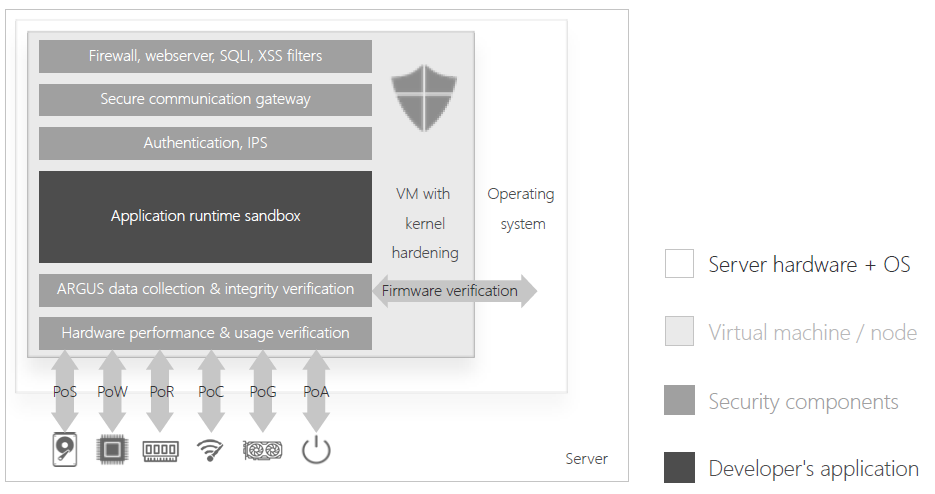 Firewall, webserver, SQLI, XSS filters
Secure communication gateway
Authentication, IPS
Application runtime sandbox
VM with
kernel
hardening
Operating
system
ARGUS data collection & integrity verification
Firmware verification
Hardware performance & usage verification
PoS PoW PoR PoC PoG PoA
Server
Server hardware + OS
Virtual machine / node
Security components
Developer's application